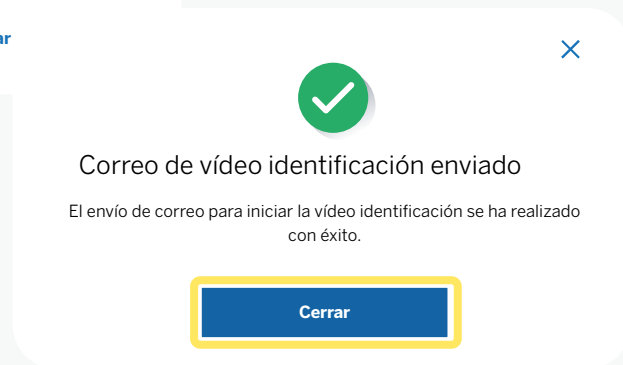 ar
Correo de vídeo identificación enviado
El envío de correo para iniciar la vídeo identificación se ha realizado
con éxito.
Cerrar